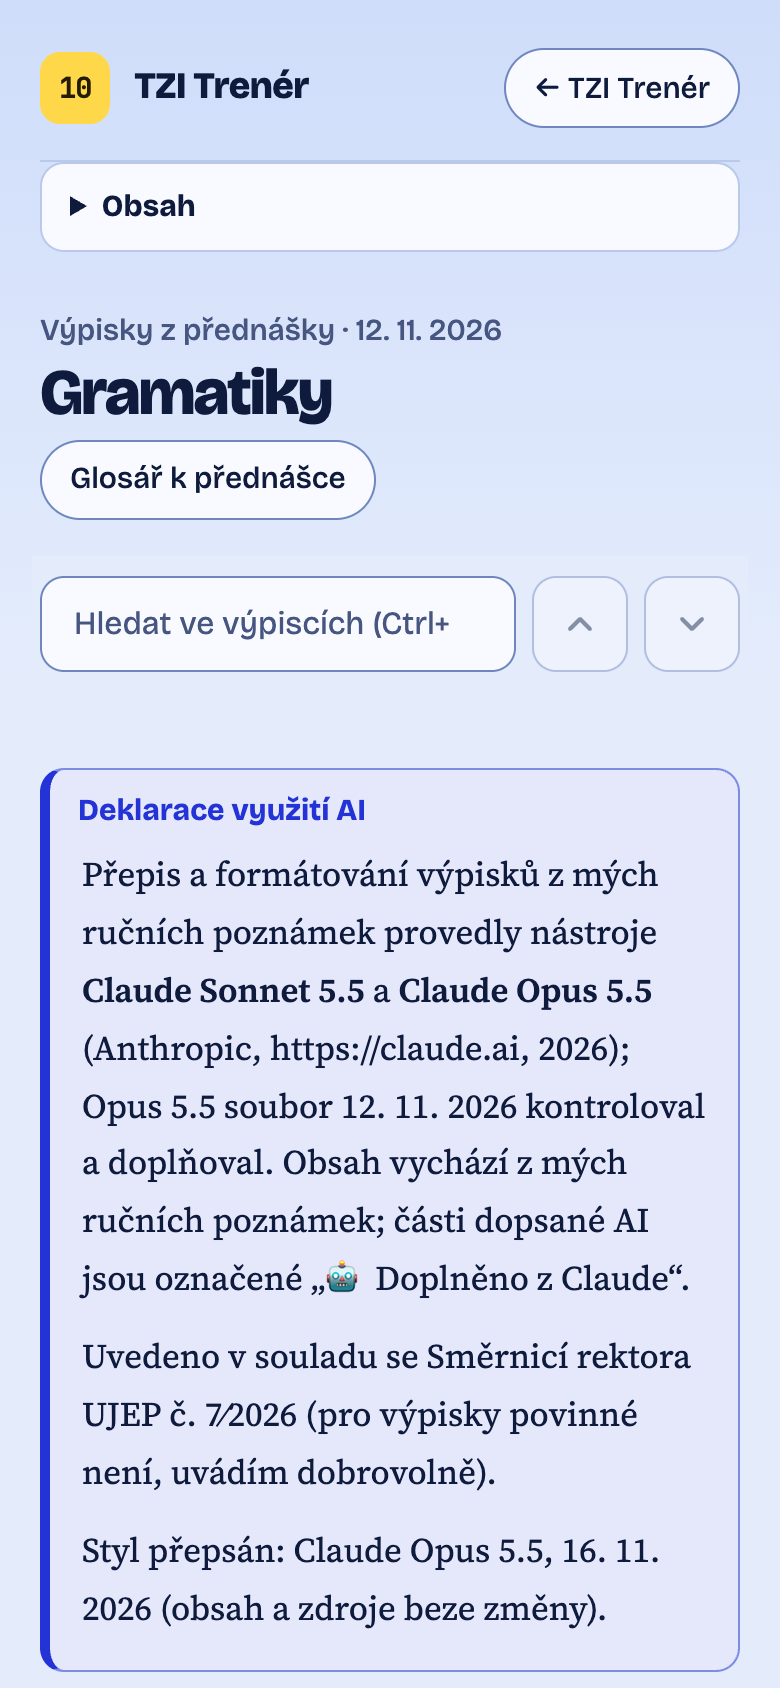 10 TZI Trenér ← TZI Trenér
▶ Obsah
Výpisky z přednášky · 12. 11. 2026
Gramatiky
Glosář k přednášce
Hledat ve výpiscích (Ctrl+
Deklarace využití AI
Přepis a formátování výpisků z mých
ručních poznámek provedly nástroje
Claude Sonnet 5.5 a Claude Opus 5.5
(Anthropic, https://claude.ai, 2026);
Opus 5.5 soubor 12. 11. 2026 kontroloval
a doplňoval. Obsah vychází z mých
ručních poznámek; části dopsané AI
jsou označené „🤖 Doplněno z Claude“.
Uvedeno v souladu se Směrnicí rektora
UJEP č. 7⁄2026 (pro výpisky povinné
není, uvádím dobrovolně).
Styl přepsán: Claude Opus 5.5, 16. 11.
2026 (obsah a zdroje beze změny).